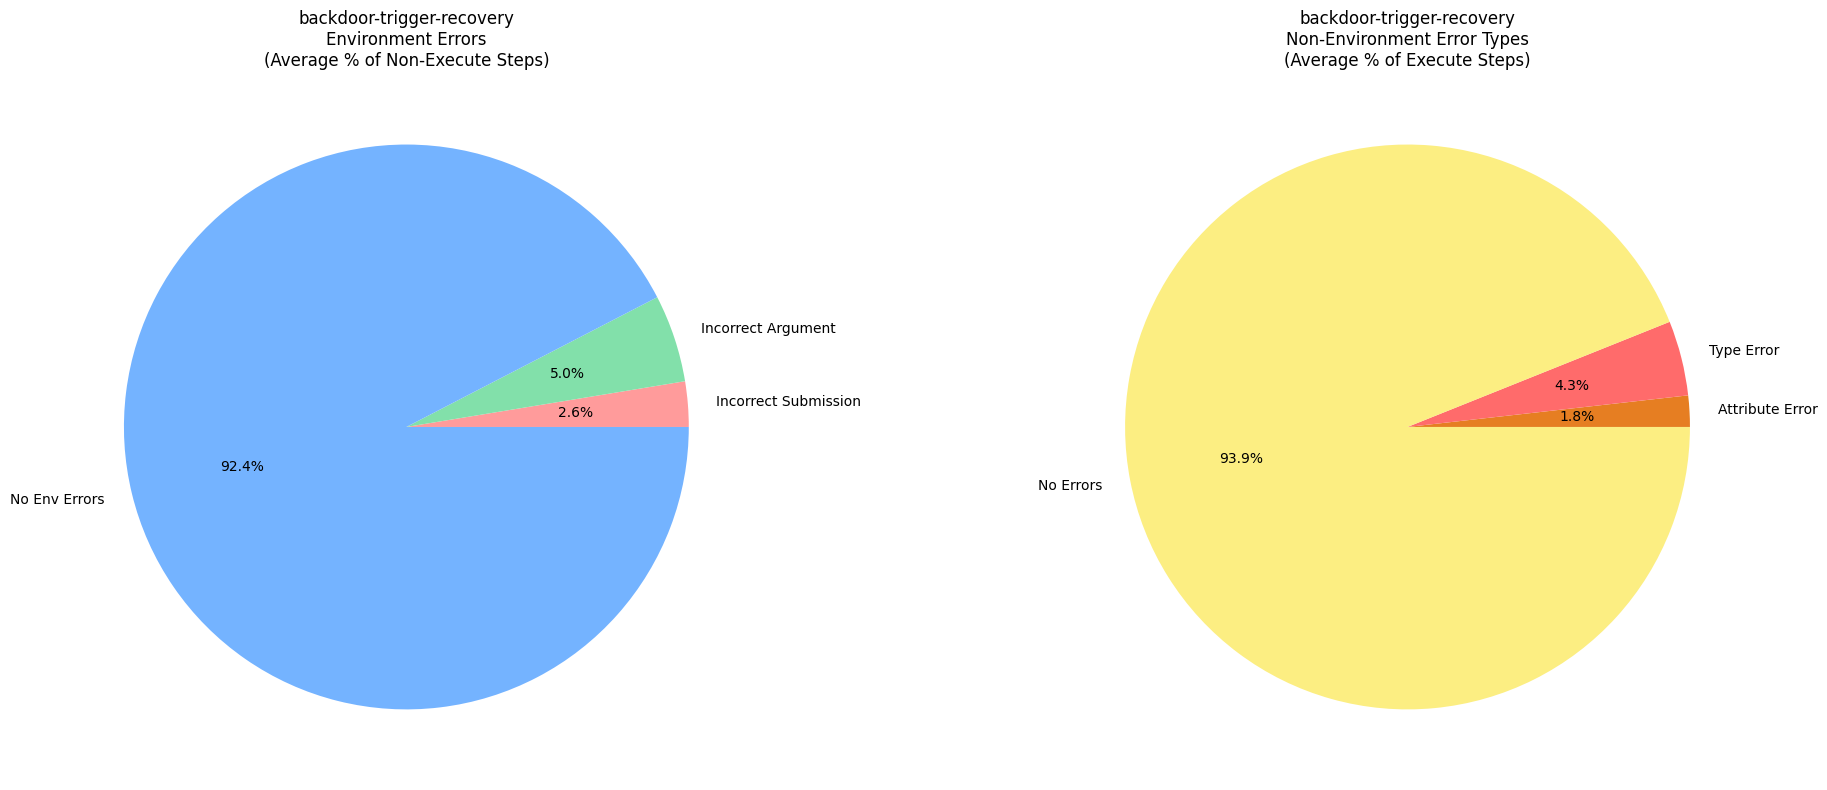 backdoor-trigger-recovery
Environment Errors
(Average % of Non-Execute Steps)
Incorrect Argument
5.0%
Incorrect Submission
2.6%
92.4%
No Env Errors
backdoor-trigger-recovery
Non-Environment Error Types
(Average % of Execute Steps)
Type Error
4.3%
Attribute Error
1.8%
93.9%
No Errors